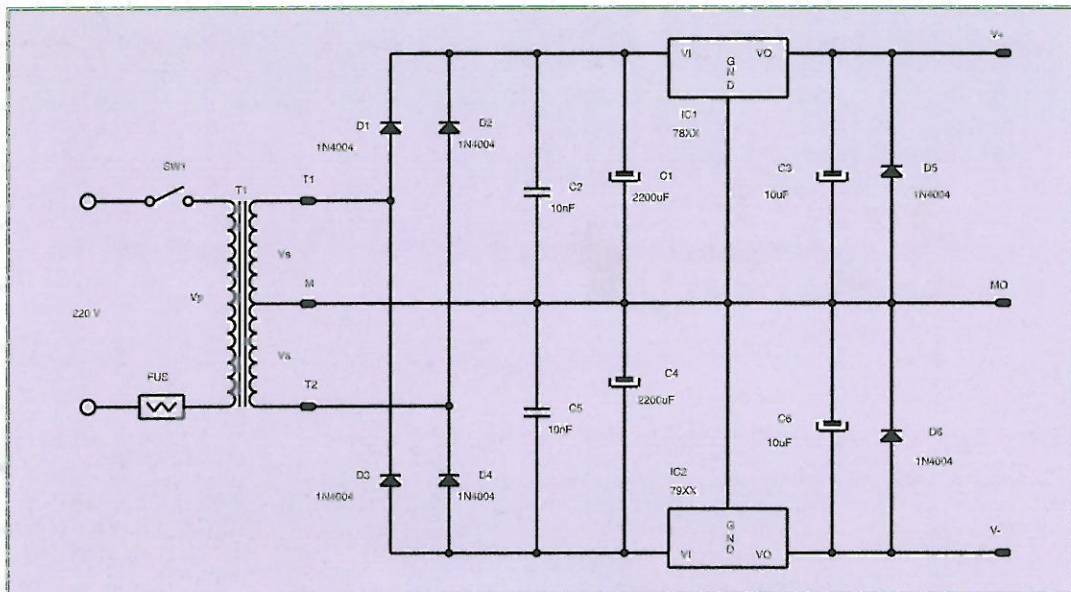 V+
VI
GND
VO
IC1
78XX
D1
1N4004
D2
1N4004
SW1
T1
T1
C2
10nF
C1
2200uF
C3
10uF
D5
1N4004
Vs
M
MO
Vp
220 V
Vs
FUS
T2
C5
10nF
C4
2200uF
C6
10uF
D6
1N4004
D3
1N4004
D4
1N4004
IC2
79XX
GND
VI
VO
V-